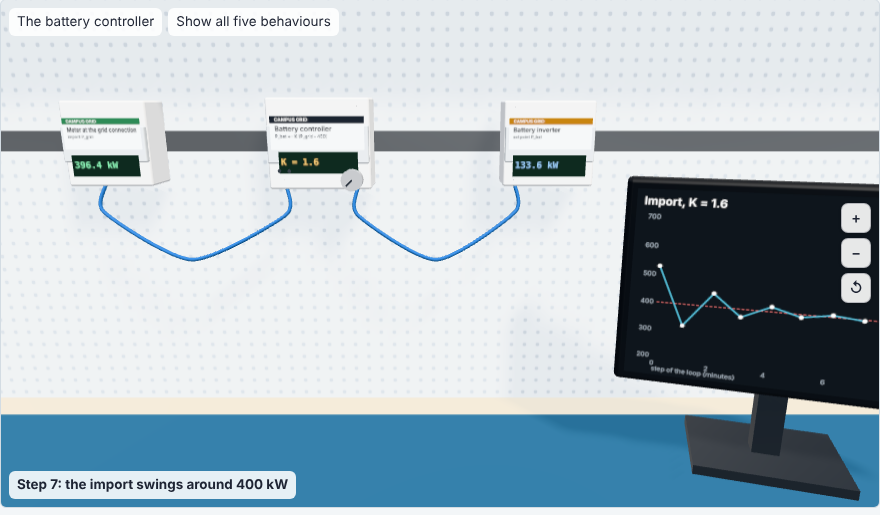 The battery controller
Show all five behaviours
CAMPUS GRID
Meter at the grid connection
396.4 kW
CAMPUS GRID
Battery controller
K = 1.6
CAMPUS GRID
Battery inverter
133.6 kW
Import, K = 1.6
700
600
500
400
300
200
0
2
4
6
step of the loop (minutes)
+
−
Step 7: the import swings around 400 kW